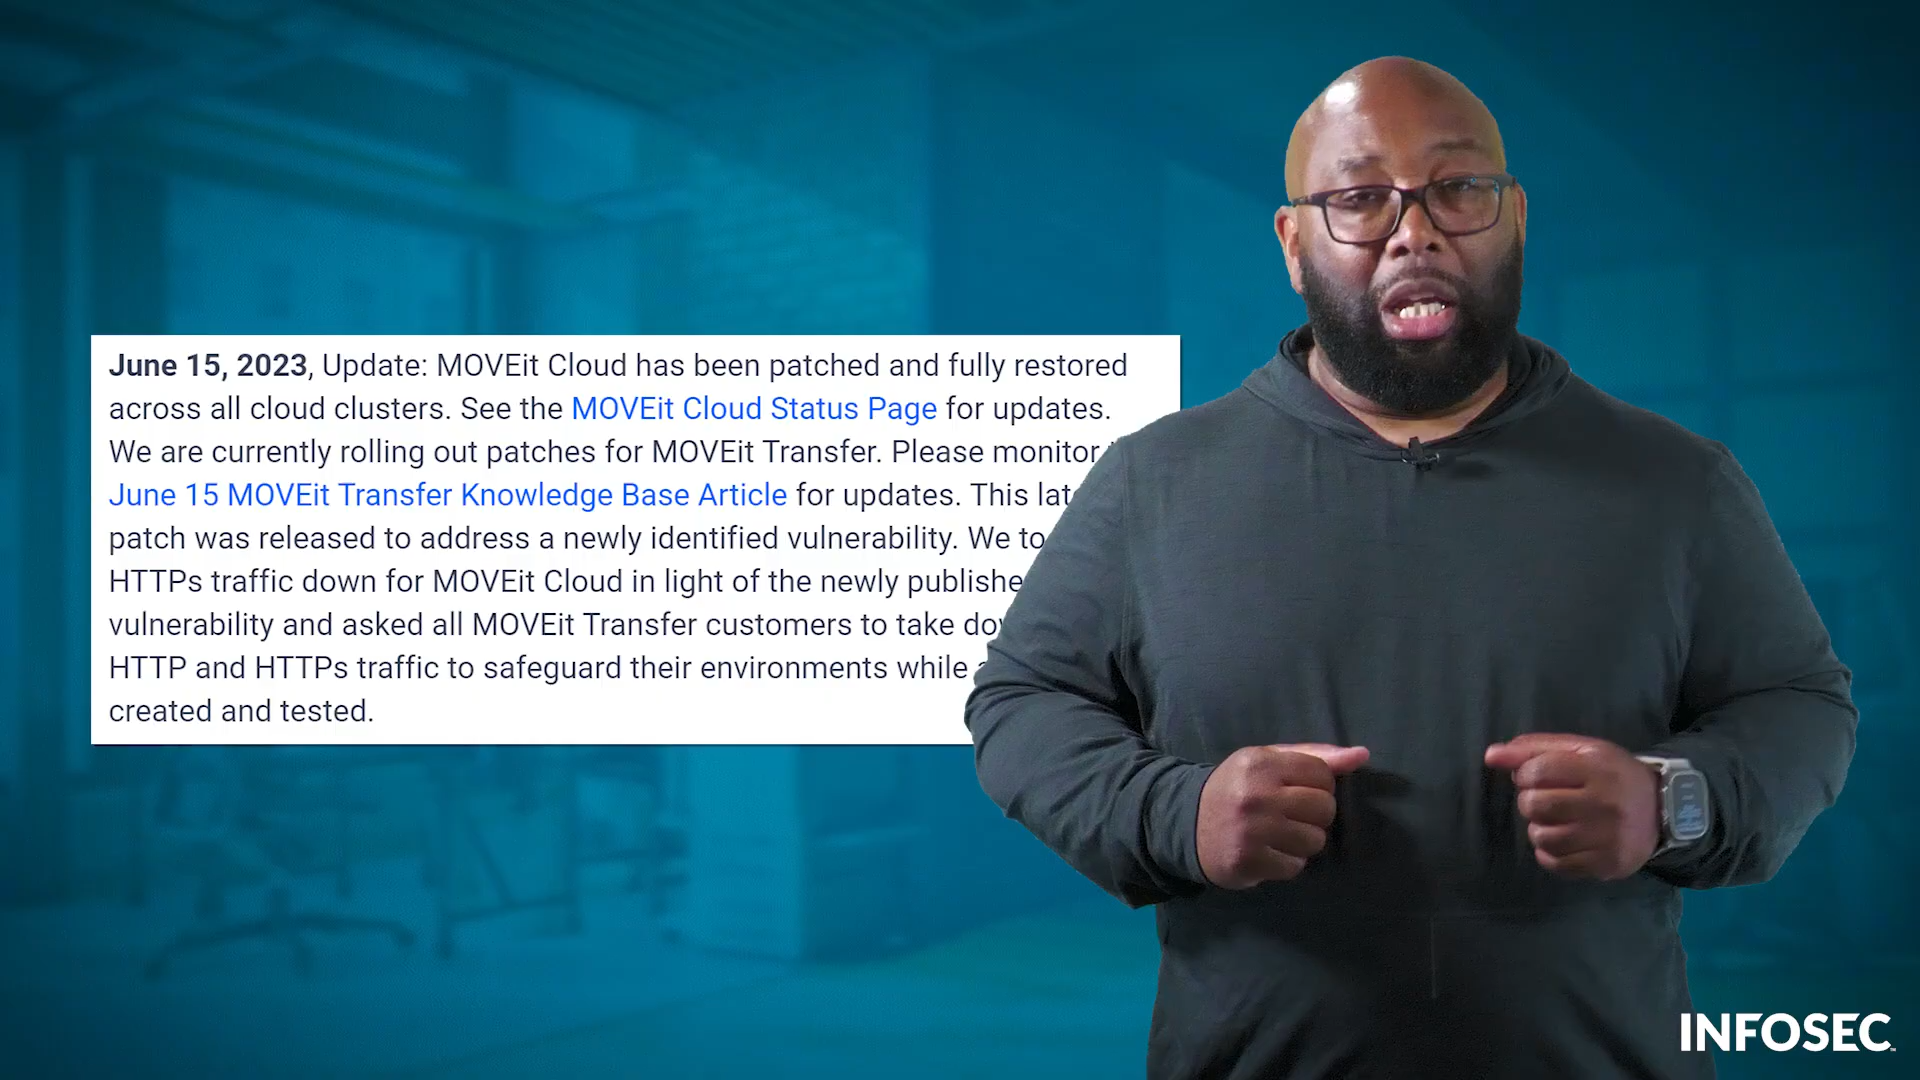 June 15, 2023, Update: MOVEit Cloud has been patched and fully restored
across all cloud clusters. See the MOVEit Cloud Status Page for updates.
We are currently rolling out patches for MOVEit Transfer. Please monitor
June 15 MOVEit Transfer Knowledge Base Article for updates. This
patch was released to address a newly identified vulnerability. We
HTTPs traffic down for MOVEit Cloud in light of the newly
vulnerability and asked all MOVEit Transfer customers to take
HTTP and HTTPs traffic to safeguard their environments while
created and tested.
INFOSEC